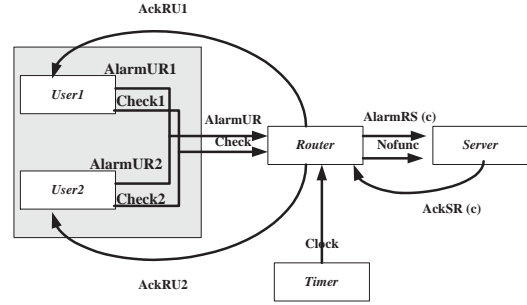 AckRU1
AlarmUR1
User1
Check1
AlarmUR
AlarmRS (c)
Check
Router
Nofunc
Server
AlarmUR2
User2
Check2
AckSR (c)
Clock
AckRU2
Timer